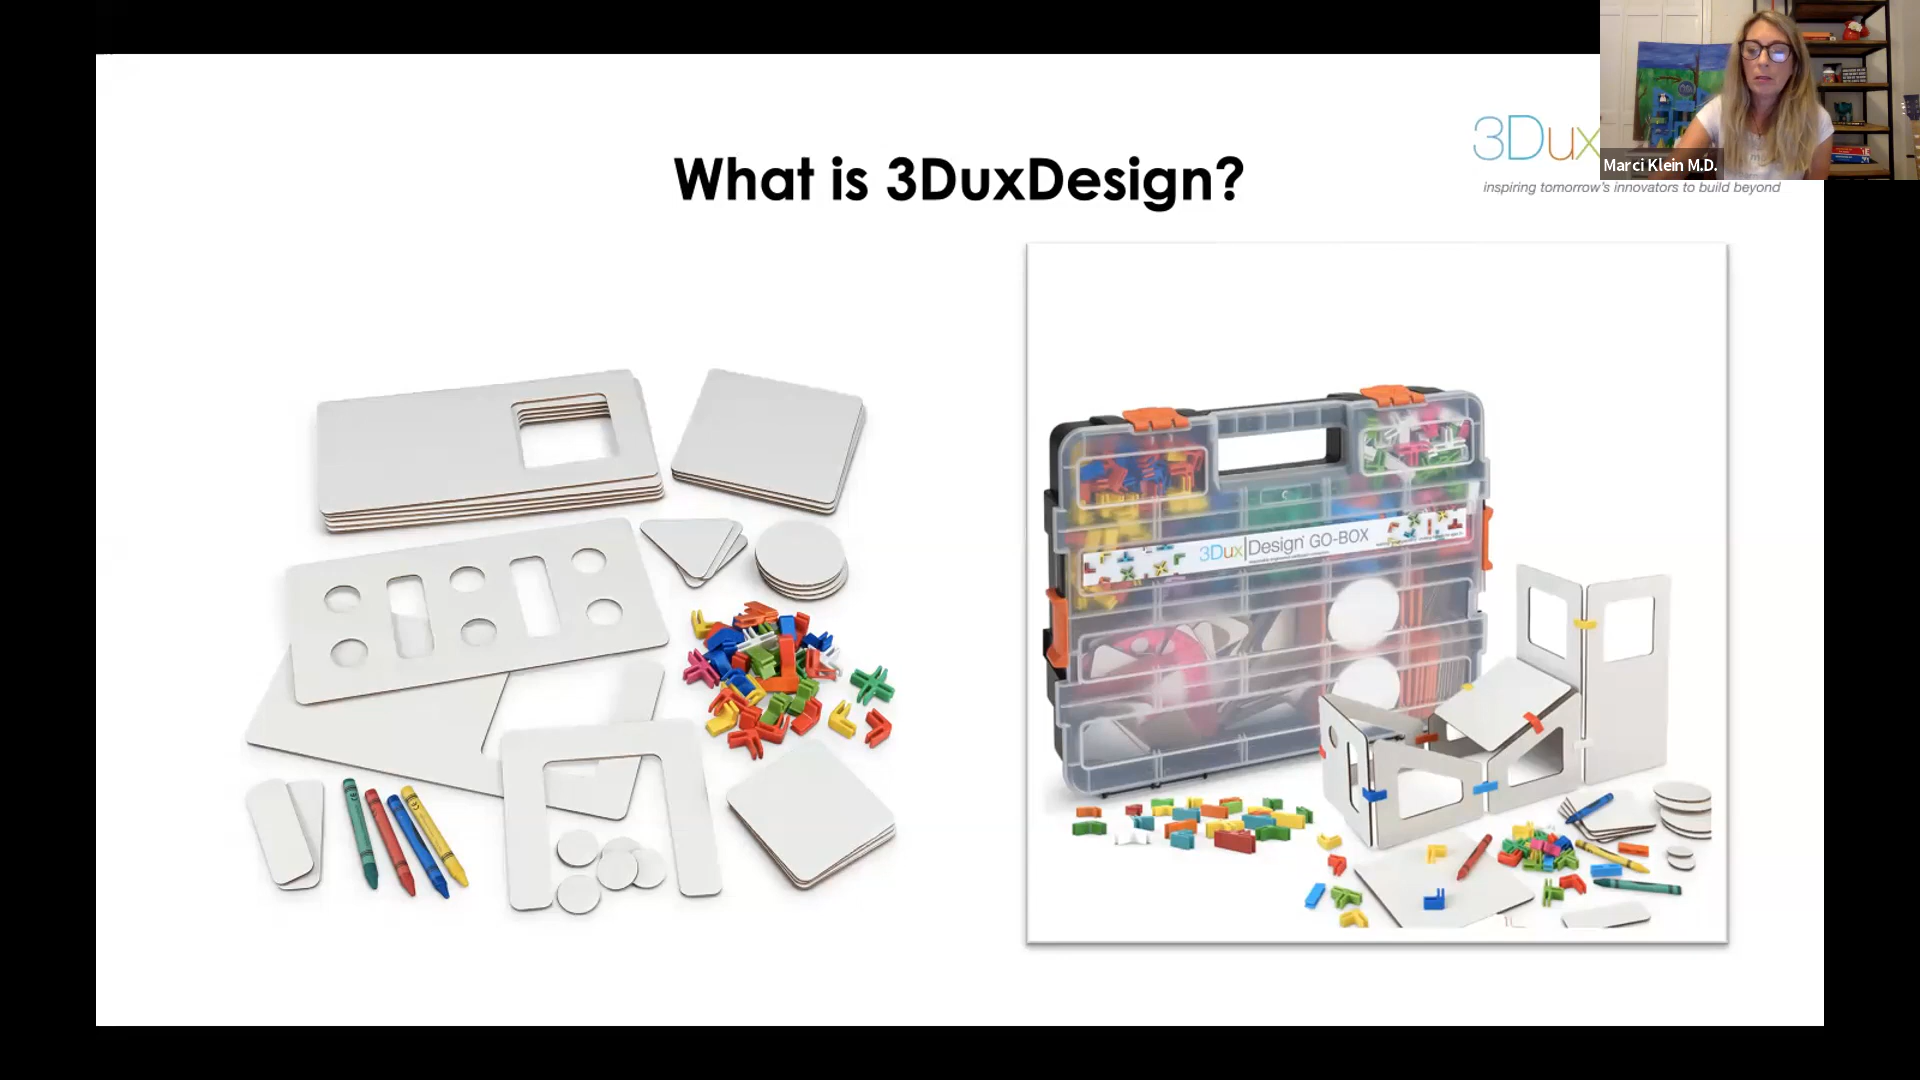 What is 3DuxDesign?
3Dux
inspiring tomorrow's innovators to build beyond
Marci Klein M.D.
3Dux|Design GO-BOX